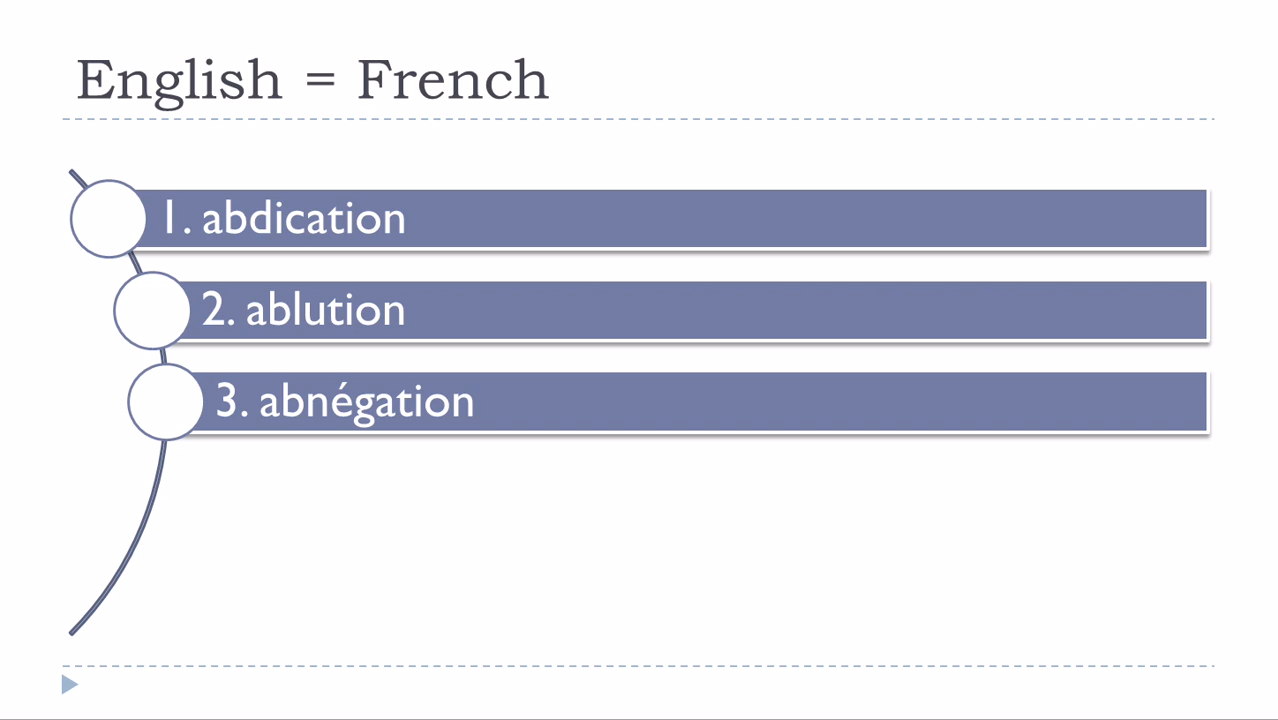 English = French
1. abdication
2. ablution
3. abnégation